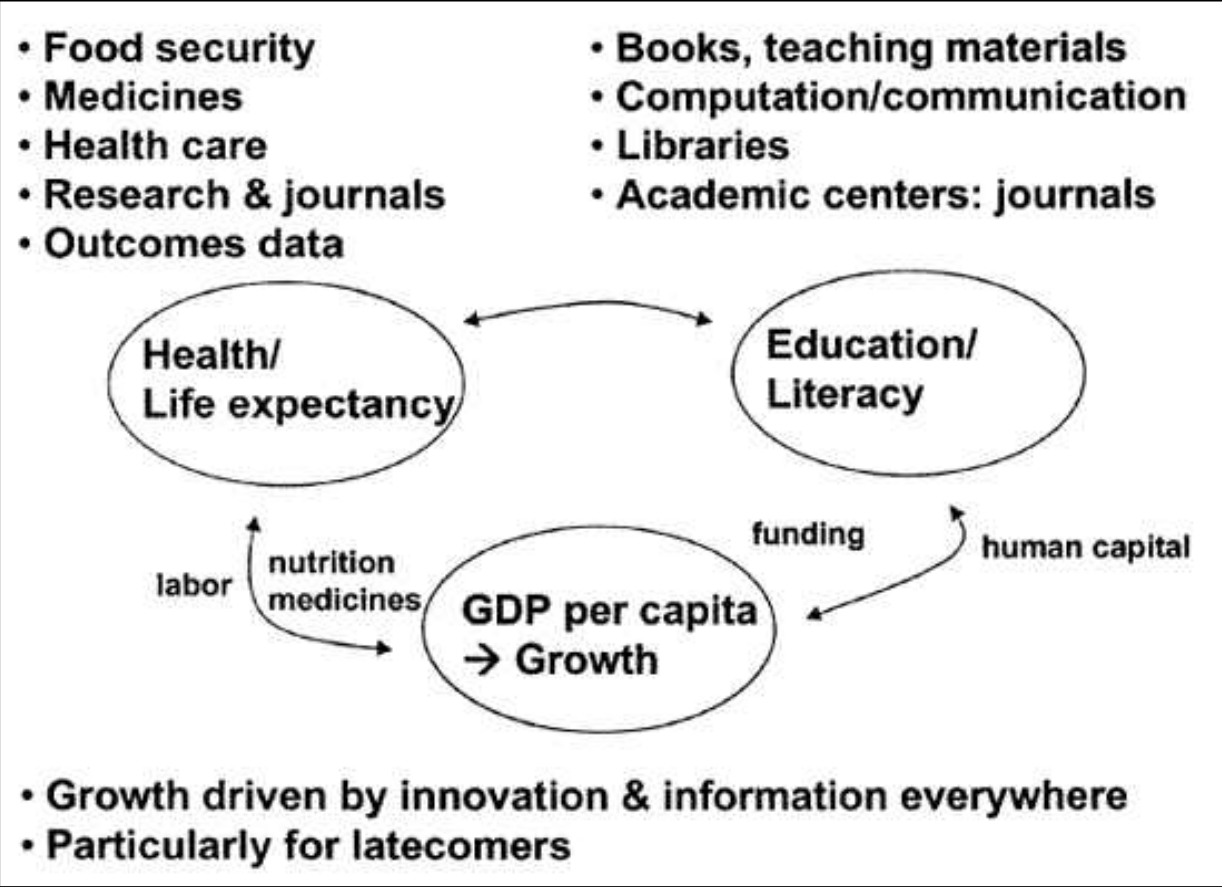 • Food security
• Medicines
• Health care
• Research & journals
• Outcomes data
• Books, teaching materials
• Computation/communication
• Libraries
• Academic centers: journals
Health/
Life expectancy
Education/
Literacy
labor
nutrition
medicines
funding
human capital
GDP per capita
→ Growth
• Growth driven by innovation & information everywhere
• Particularly for latecomers